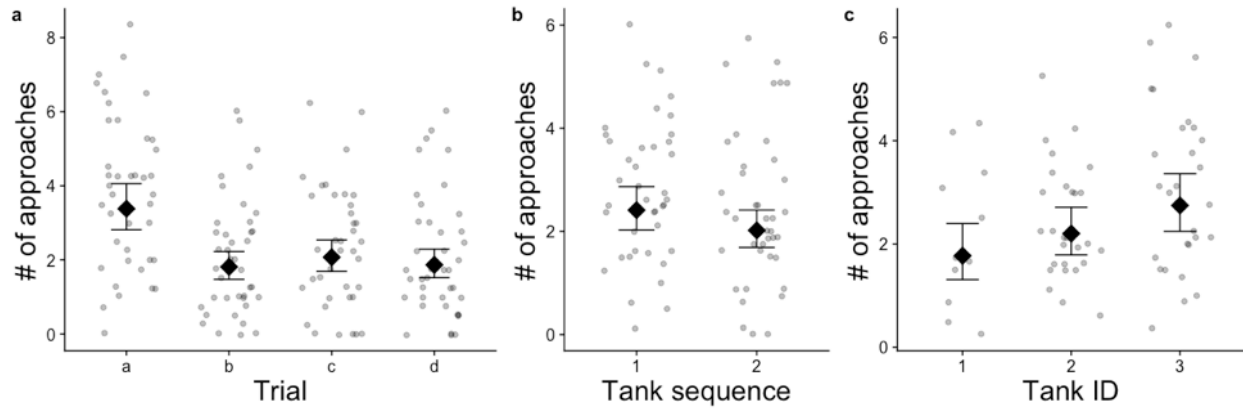 a
# of approaches
8
6
4
2
0
a b c d
Trial
b
# of approaches
6
4
2
0
1 2
Tank sequence
c
# of approaches
6
4
2
0
1 2 3
Tank ID